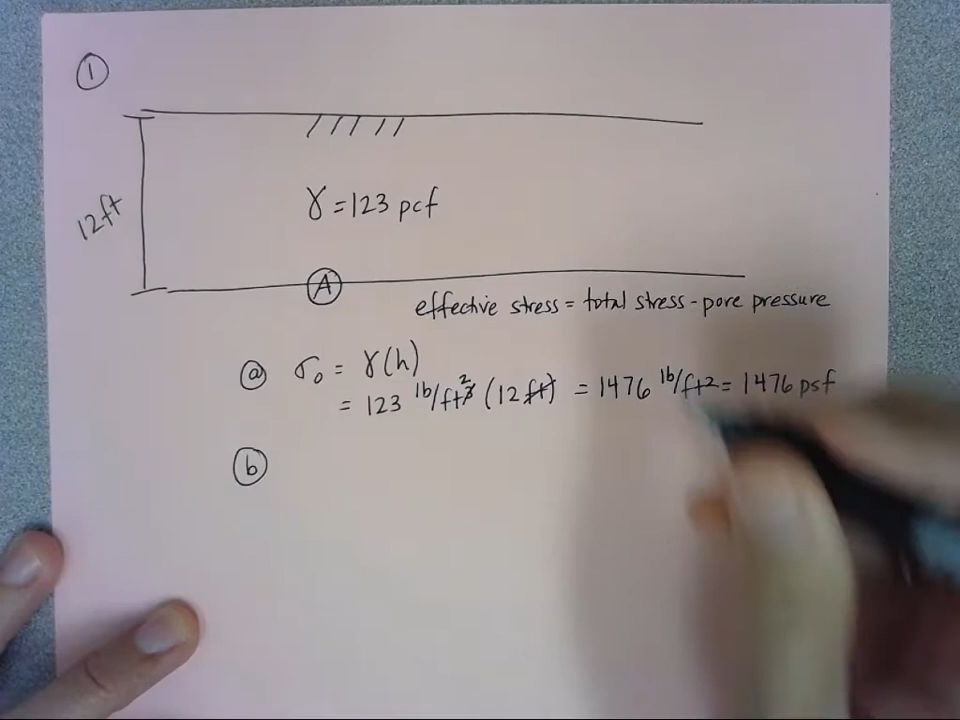 ①
12ft
γ = 123 pcf
Ⓐ
effective stress = total stress - pore pressure
ⓐ σ₀ = γ(h)
= 123 lb/ft³² (12 ft) = 1476 lb/ft² = 1476 psf
ⓑ